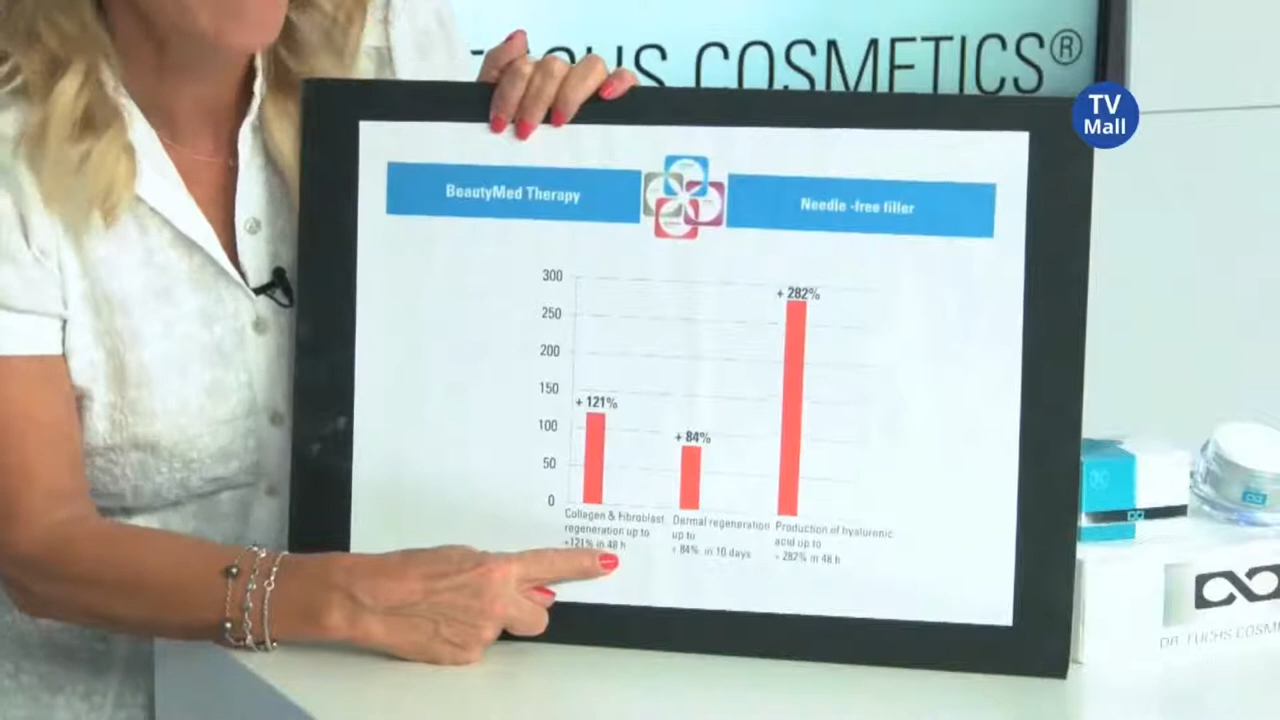 COSMETICS®
TV
Mall
BeautyMed Therapy
Needle -free filler
300
250
200
150
100
50
0
+ 121%
+ 84%
+ 282%
Collagen & Fibroblast
regeneration up to
+121% in 48 h
Dermal regeneration
up to
+ 84% in 10 days
Production of hyaluronic
acid up to
+ 282% in 48 h
DR. FUCHS